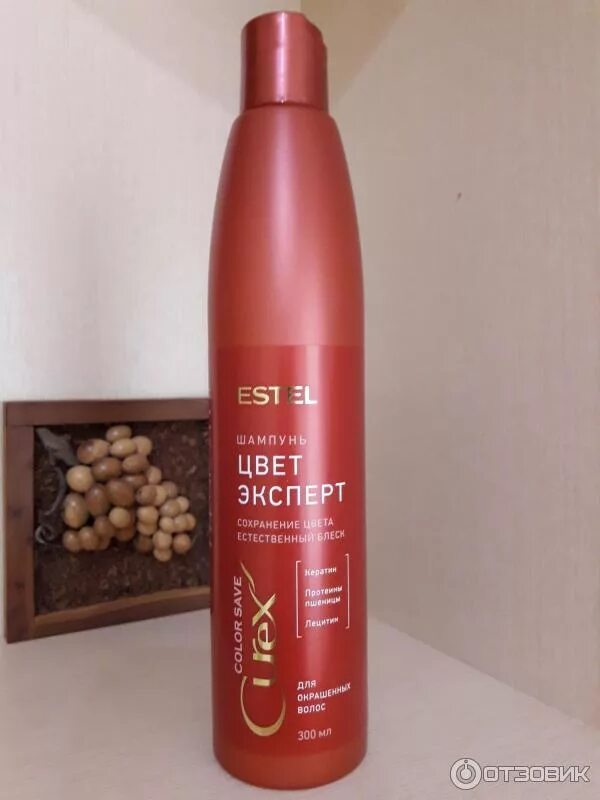 ESTEL
ШАМПУНЬ
ЦВЕТ
ЭКСПЕРТ
СОХРАНЕНИЕ ЦВЕТА
ЕСТЕСТВЕННЫЙ БЛЕСК
Кератин
Протеины
пшеницы
Лецитин
COLOR SAVE
Curex
ДЛЯ
ОКРАШЕННЫХ
ВОЛОС
300 мл
ОТЗОВИК